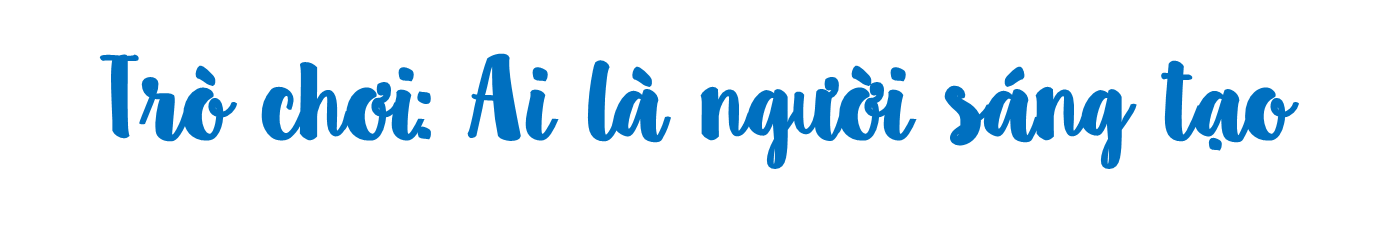 Trò chơi: Ai là người sáng tạo